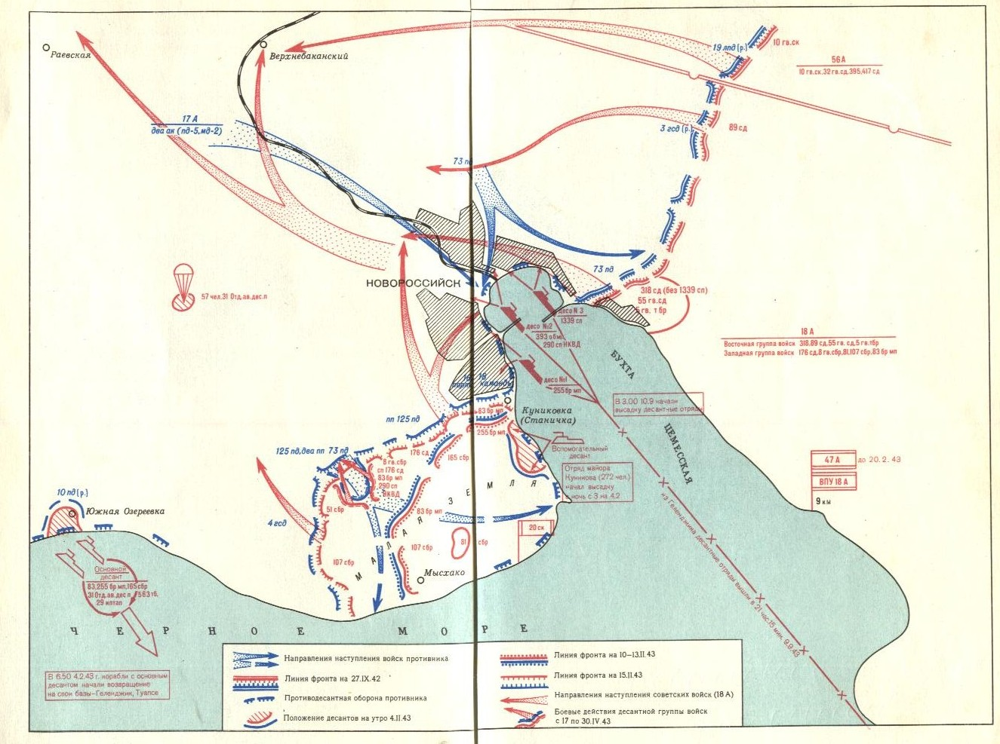 Раевская
Верхнебаканский
19 лпд (р.)
10 гв.ск
56 А
10 гв.ск.32 гв.сд.395,417 сд
17 А
два ак (пд-5,мд-2)
3 гсд (р.)
89 сд
73 пд
НОВОРОССИЙСК
73 пд
57 чел.31 Отд.ав.дес.п
318 сд (без 1339 сп)
55 гв.сд
5 гв. тбр
десо N 3
1339 сп
десо №2
393 обмп,
290 сп НКВД
18 А
Восточная группа войск 318,89 сд,55 гв. сд,5 гв.тбр
Западная группа войск 176 сд,8 гв.сбр,81,107 сбр,83 бр мп
десо №1
255 бр мп
БУХТА
ЦЕМЕССКАЯ
В 3.00 10.9 начали
высадку десантные отряды
Куниковка
(Станичка)
83 бр мп
255 бр мп
пп 125 пд
125 пд,два пп 73 пд
176 сд
165 сбр
8 гв.сбр
сп 176 сд
83 бр мп
290 сп
НКВД
Вспомогательный
десант
Отряд майора
Куникова (272 чел.)
начал высадку
в ночь с 3 на 4.2
47 А до 20.2.43
ВПУ 18 А
9 км
10 пд (р.)
Южная Озереевка
51 сбр
83 бр мп
4 гсд
МАЛАЯ ЗЕМЛЯ
20 ск
81 сбр
107 сбр
107 сбр
Мысхако
из Геленджика десантные отряды вышли в 21 час.15 мин. 9.9.43
Основной
десант
83,255 бр мп,165 сбр
31 Отд.ав.дес п 563 тб,
29 иптап
ЧЕРНОЕ МОРЕ
В 6.50 4.2.43 г. корабли с основным
десантом начали возвращение
на свои базы-Геленджик, Туапсе
Направления наступления войск противника
Линия фронта на 27.IX.42
Противодесантная оборона противника
Положение десантов на утро 4.II.43
Линия фронта на 10—13.II.43
Линия фронта на 15.II.43
Направления наступления советских войск (18 А)
Боевые действия десантной группы войск
с 17 по 30.IV.43